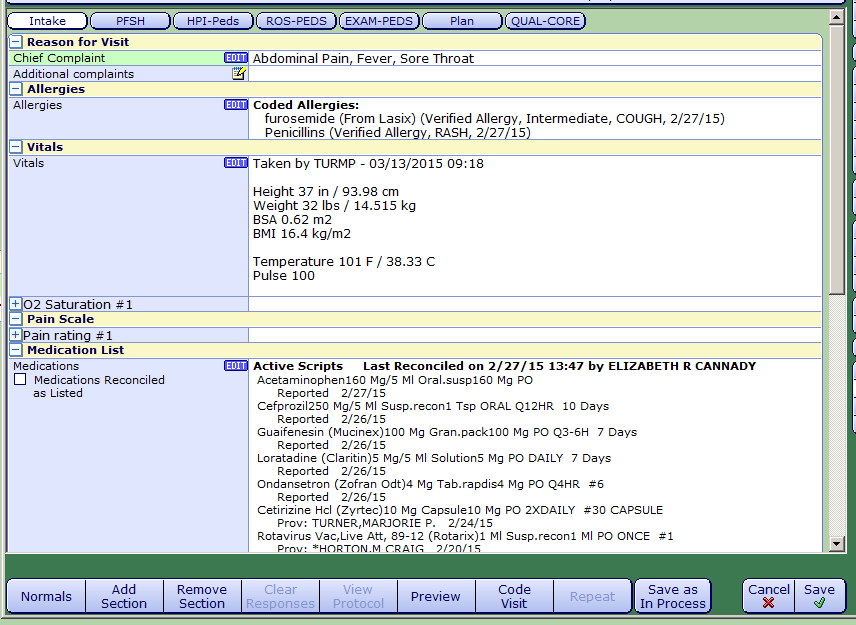 Intake PFSH HPI-Peds ROS-PEDS EXAM-PEDS Plan QUAL-CORE
Reason for Visit
Chief Complaint EDIT Abdominal Pain, Fever, Sore Throat
Additional complaints
Allergies
Allergies EDIT Coded Allergies:
furosemide (From Lasix) (Verified Allergy, Intermediate, COUGH, 2/27/15)
Penicillins (Verified Allergy, RASH, 2/27/15)
Vitals
Vitals EDIT Taken by TURMP - 03/13/2015 09:18
Height 37 in / 93.98 cm
Weight 32 lbs / 14.515 kg
BSA 0.62 m2
BMI 16.4 kg/m2
Temperature 101 F / 38.33 C
Pulse 100
O2 Saturation #1
Pain Scale
Pain rating #1
Medication List
Medications EDIT Active Scripts Last Reconciled on 2/27/15 13:47 by ELIZABETH R CANNADY
Medications Reconciled
as Listed
Acetaminophen160 Mg/5 Ml Oral.susp160 Mg PO
Reported 2/27/15
Cefprozil250 Mg/5 Ml Susp.recon1 Tsp ORAL Q12HR 10 Days
Reported 2/26/15
Guaifenesin (Mucinex)100 Mg Gran.pack100 Mg PO Q3-6H 7 Days
Reported 2/26/15
Loratadine (Claritin)5 Mg/5 Ml Solution5 Mg PO DAILY 7 Days
Reported 2/26/15
Ondansetron (Zofran Odt)4 Mg Tab.rapdis4 Mg PO Q4HR #6
Reported 2/26/15
Cetirizine Hcl (Zyrtec)10 Mg Capsule10 Mg PO 2XDAILY #30 CAPSULE
Prov: TURNER,MARJORIE P. 2/24/15
Rotavirus Vac,Live Att, 89-12 (Rotarix)1 Ml Susp.recon1 Ml PO ONCE #1
Prov: *HORTON,M CRAIG 2/20/15
Normals
Add
Section
Remove
Section
Clear
Responses
View
Protocol
Preview
Code
Visit
Repeat
Save as
In Process
Cancel
Save